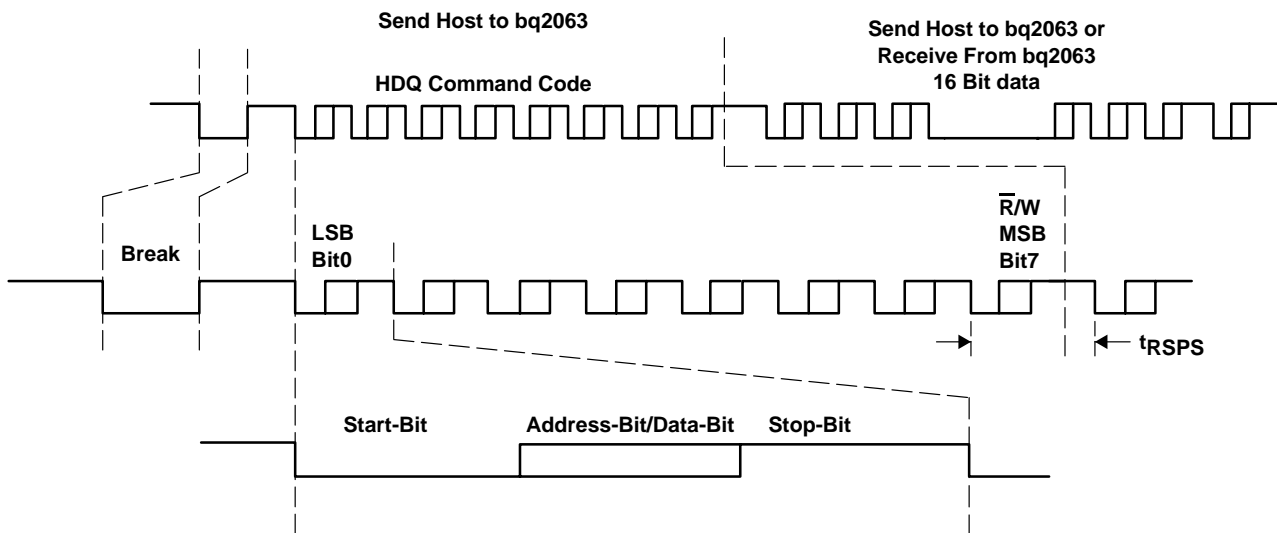 Send Host to bq2063
Send Host to bq2063 or
Receive From bq2063
16 Bit data
HDQ Command Code
Break
LSB
Bit0
R̅/W
MSB
Bit7
tRSPS
Start-Bit
Address-Bit/Data-Bit
Stop-Bit